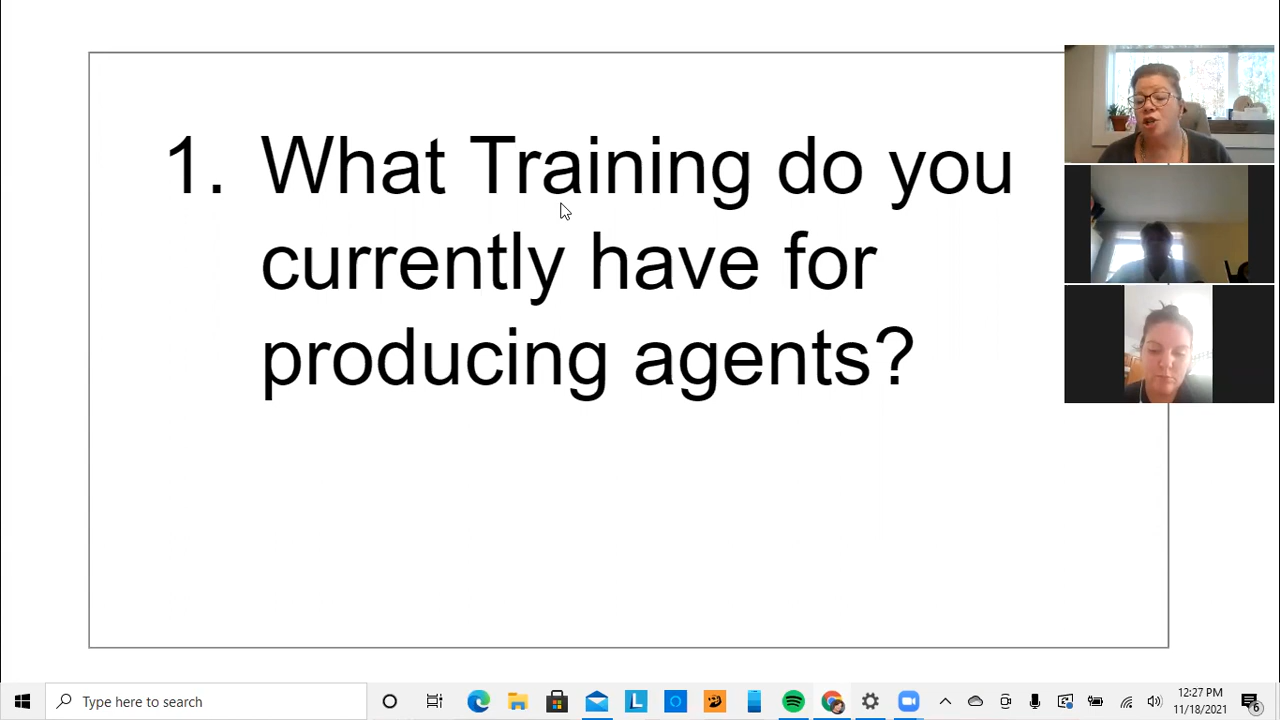 1. What Training do you
currently have for
producing agents?
Type here to search
L
12:27 PM
11/18/2021
6